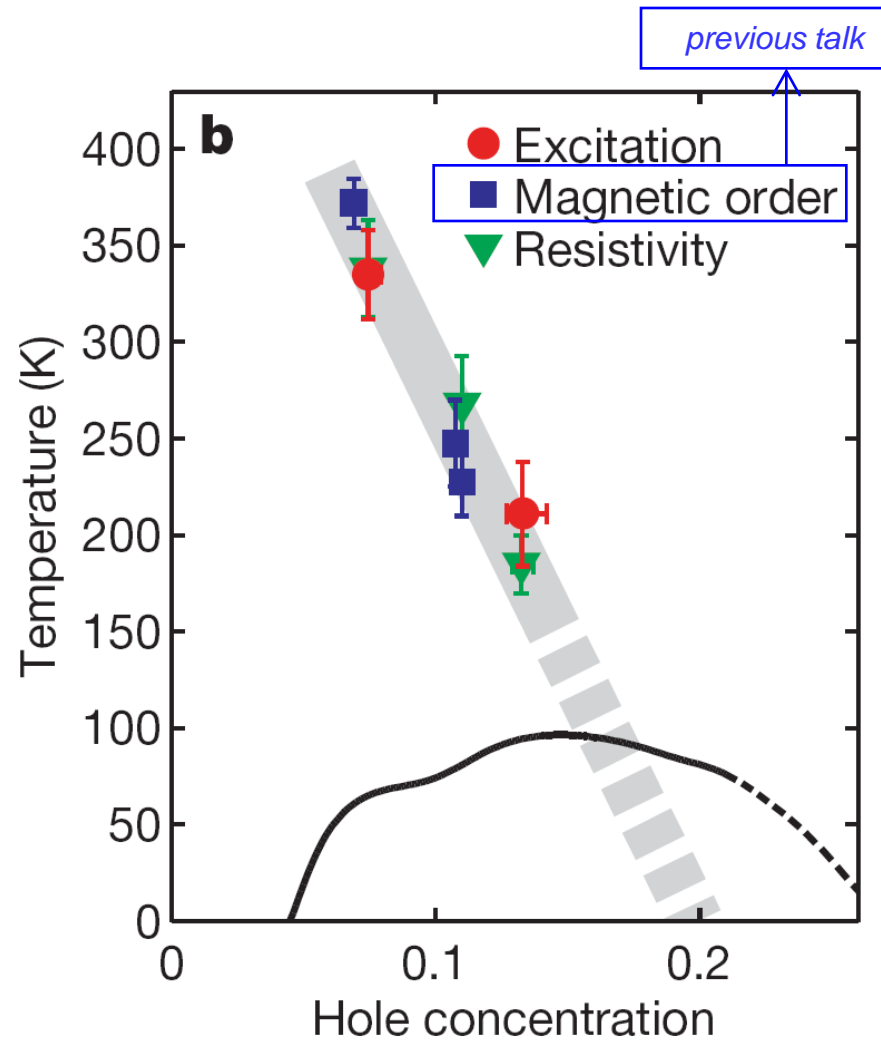 previous talk
b
Excitation
Magnetic order
Resistivity
400
350
300
250
200
150
100
50
0
Temperature (K)
0
0.1
0.2
Hole concentration